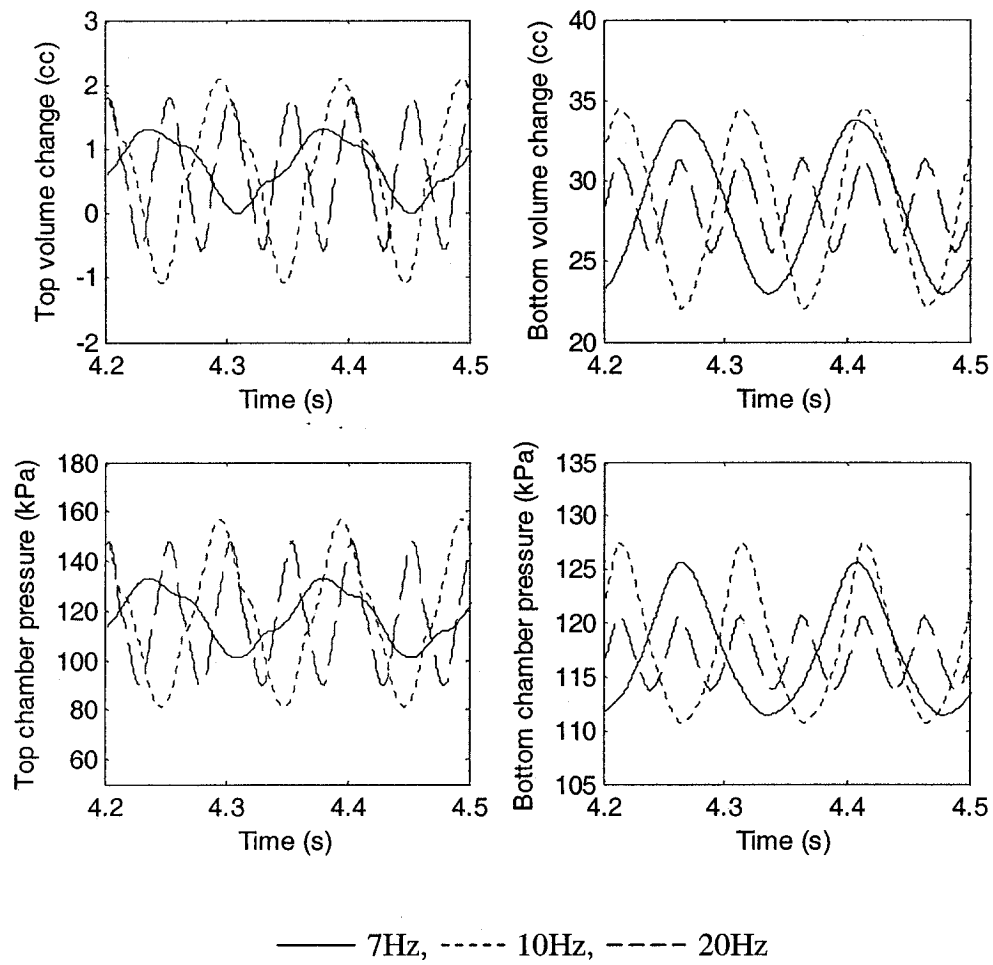 Top volume change (cc)
3
2
1
0
-1
-2
4.2 4.3 4.4 4.5
Time (s)
Bottom volume change (cc)
40
35
30
25
20
4.2 4.3 4.4 4.5
Time (s)
Top chamber pressure (kPa)
180
160
140
120
100
80
60
4.2 4.3 4.4 4.5
Time (s)
Bottom chamber pressure (kPa)
135
130
125
120
115
110
105
4.2 4.3 4.4 4.5
Time (s)
7Hz, 10Hz, 20Hz